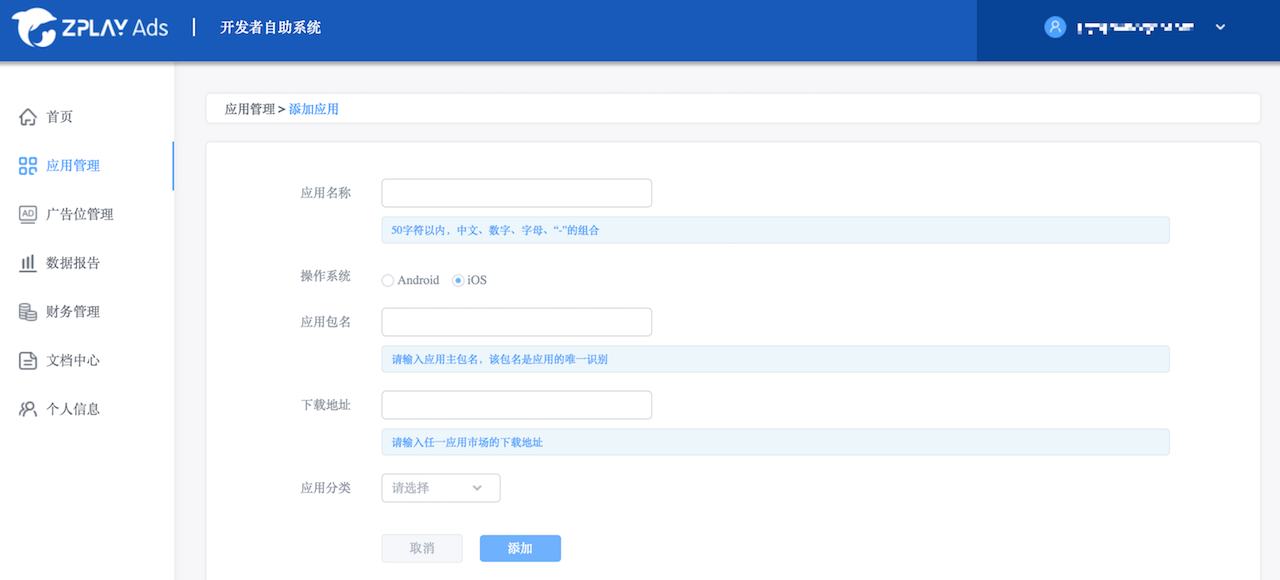 ZPLAY Ads | 开发者自助系统
首页
应用管理
广告位管理
数据报告
财务管理
文档中心
个人信息
应用管理 > 添加应用
应用名称
50字符以内，中文、数字、字母、“-”的组合
操作系统 Android iOS
应用包名
请输入应用主包名，该包名是应用的唯一识别
下载地址
请输入任一应用市场的下载地址
应用分类 请选择
取消 添加